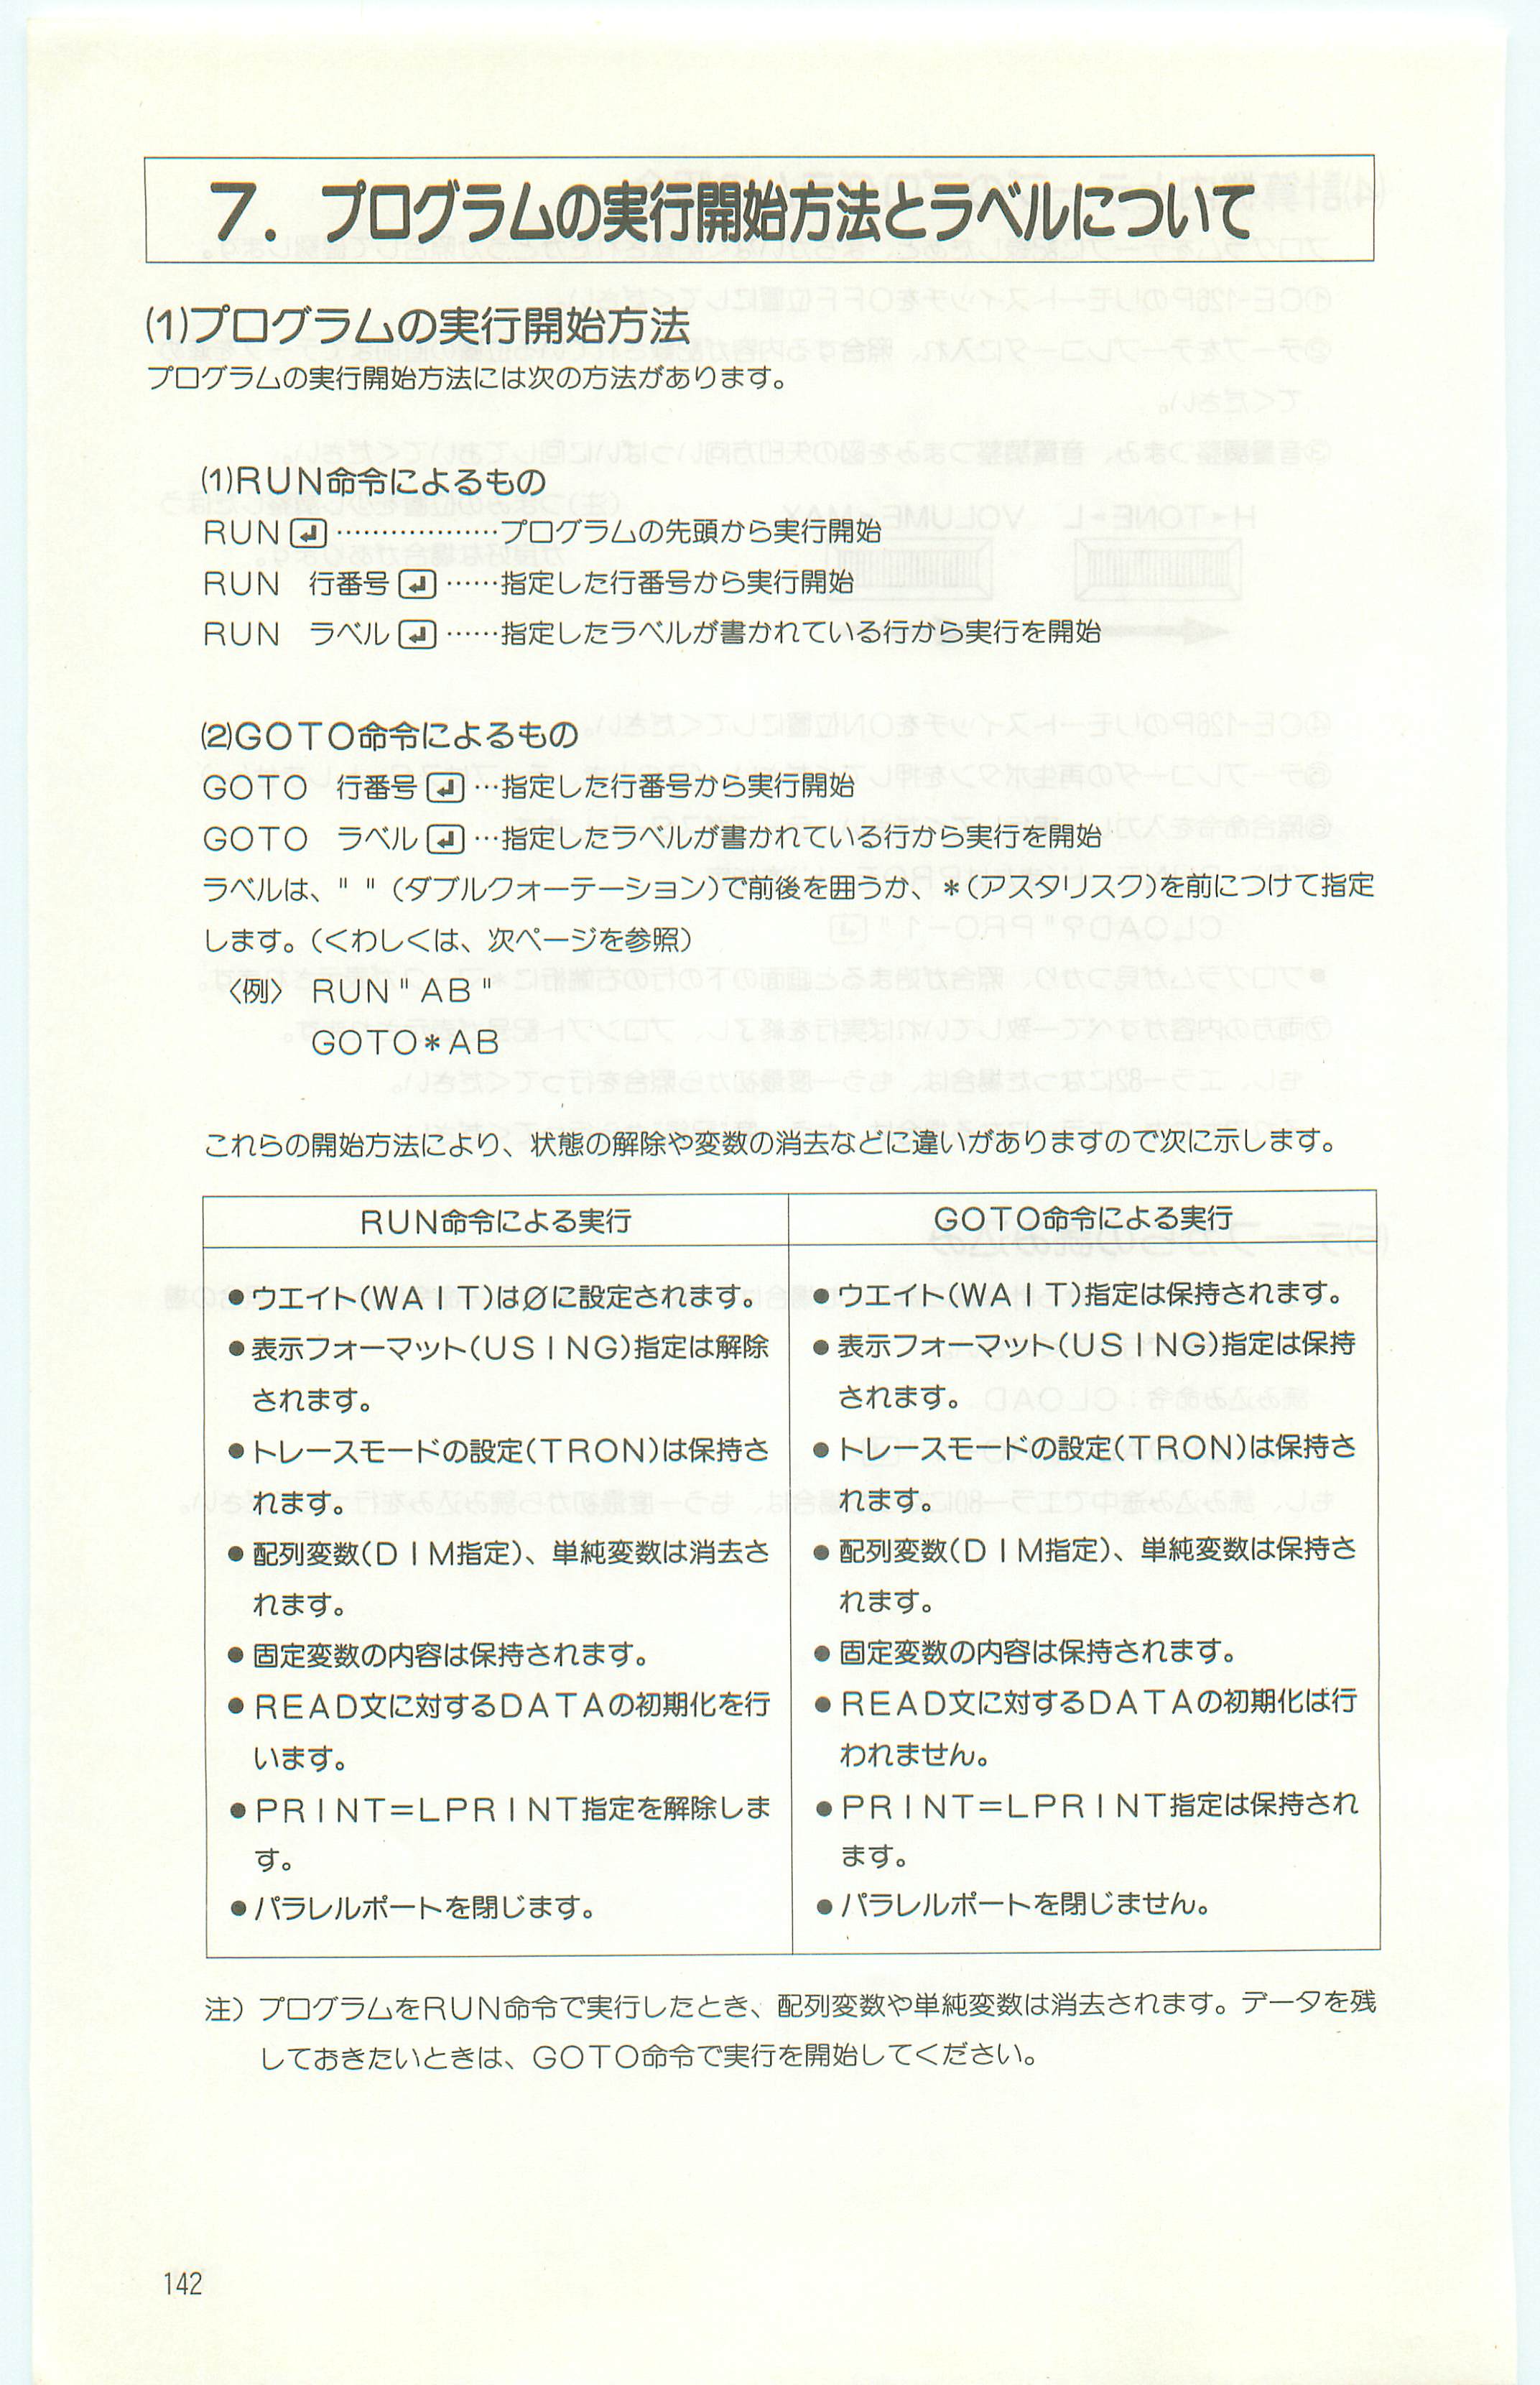 7．プログラムの実行開始方法とラベルについて
(1)プログラムの実行開始方法
プログラムの実行開始方法には次の方法があります。
(1)RUN命令によるもの
RUN ↵ ………………プログラムの先頭から実行開始
RUN 行番号 ↵ ……指定した行番号から実行開始
RUN ラベル ↵ ……指定したラベルが書かれている行から実行を開始
(2)GOTO命令によるもの
GOTO 行番号 ↵ …指定した行番号から実行開始
GOTO ラベル ↵ …指定したラベルが書かれている行から実行を開始
ラベルは、" "（ダブルクォーテーション）で前後を囲うか、＊（アスタリスク）を前につけて指定
します。（くわしくは、次ページを参照）
〈例〉 RUN"AB"
GOTO＊AB
これらの開始方法により、状態の解除や変数の消去などに違いがありますので次に示します。
RUN命令による実行
●ウエイト(WAIT)は∅に設定されます。
●表示フォーマット(USING)指定は解除
されます。
●トレースモードの設定(TRON)は保持さ
れます。
●配列変数(DIM指定)、単純変数は消去さ
れます。
●固定変数の内容は保持されます。
●READ文に対するDATAの初期化を行
います。
●PRINT=LPRINT指定を解除しま
す。
●パラレルポートを閉じます。
GOTO命令による実行
●ウエイト(WAIT)指定は保持されます。
●表示フォーマット(USING)指定は保持
されます。
●トレースモードの設定(TRON)は保持さ
れます。
●配列変数(DIM指定)、単純変数は保持さ
れます。
●固定変数の内容は保持されます。
●READ文に対するDATAの初期化は行
われません。
●PRINT=LPRINT指定は保持され
ます。
●パラレルポートを閉じません。
注）プログラムをRUN命令で実行したとき、配列変数や単純変数は消去されます。データを残
しておきたいときは、GOTO命令で実行を開始してください。
142